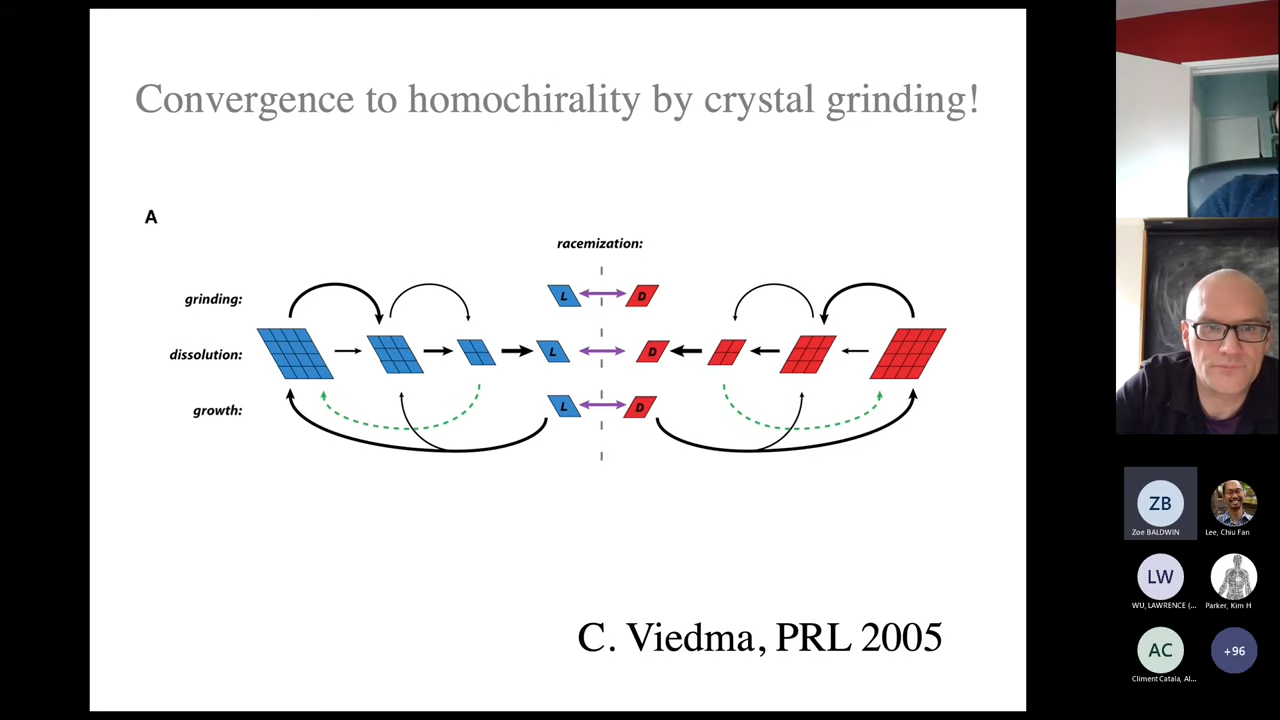 Convergence to homochirality by crystal grinding!
A
racemization:
grinding:
L
D
dissolution:
L
D
growth:
L
D
C. Viedma, PRL 2005
ZB
Zoe BALDWIN
Lee, Chiu Fan
LW
WU, LAWRENCE (...
Parker, Kim H
AC
Climent Catala, Al...
+96